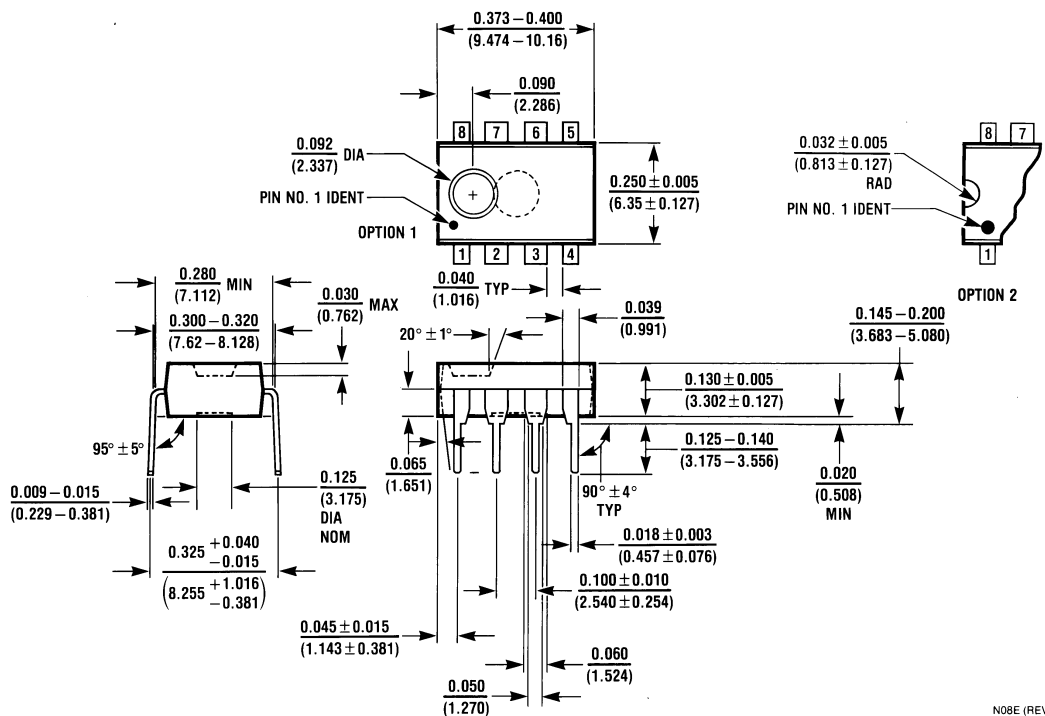 0.373 – 0.400
(9.474 – 10.16)
0.090
(2.286)
8 7 6 5
0.092 DIA
(2.337)
PIN NO. 1 IDENT
OPTION 1
0.250 ± 0.005
(6.35 ± 0.127)
1 2 3 4
0.032 ± 0.005
(0.813 ± 0.127)
RAD
PIN NO. 1 IDENT
8 7
1
OPTION 2
0.280 MIN
(7.112)
0.300 – 0.320
(7.62 – 8.128)
0.030 MAX
(0.762)
0.040 TYP
(1.016)
20° ± 1°
0.039
(0.991)
0.145 – 0.200
(3.683 – 5.080)
0.130 ± 0.005
(3.302 ± 0.127)
0.125 – 0.140
(3.175 – 3.556)
0.020
(0.508)
MIN
95° ± 5°
0.009 – 0.015
(0.229 – 0.381)
0.125
(3.175)
DIA
NOM
0.065
(1.651)
90° ± 4°
TYP
0.018 ± 0.003
(0.457 ± 0.076)
0.325 +0.040
-0.015
(8.255 +1.016
-0.381)
0.100 ± 0.010
(2.540 ± 0.254)
0.045 ± 0.015
(1.143 ± 0.381)
0.060
(1.524)
0.050
(1.270)
N08E (REV